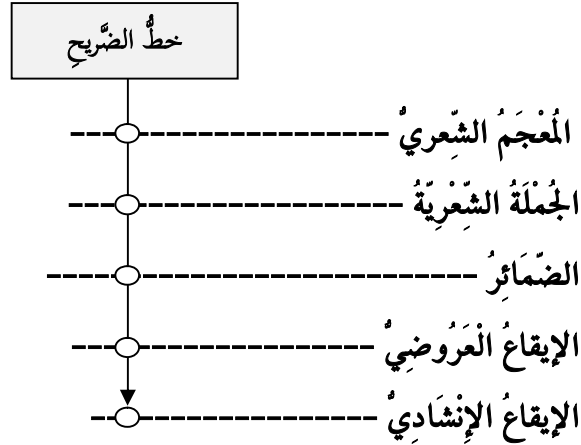 خطُّ الضَّريحِ
المُعْجَمُ الشِّعريُّ
الجُمْلَةُ الشِّعْرِيّةُ
الضّمَائِرُ
الإيقاعُ الْعَرُوضِيُّ
الإيقاعُ الإِنْشَادِيُّ